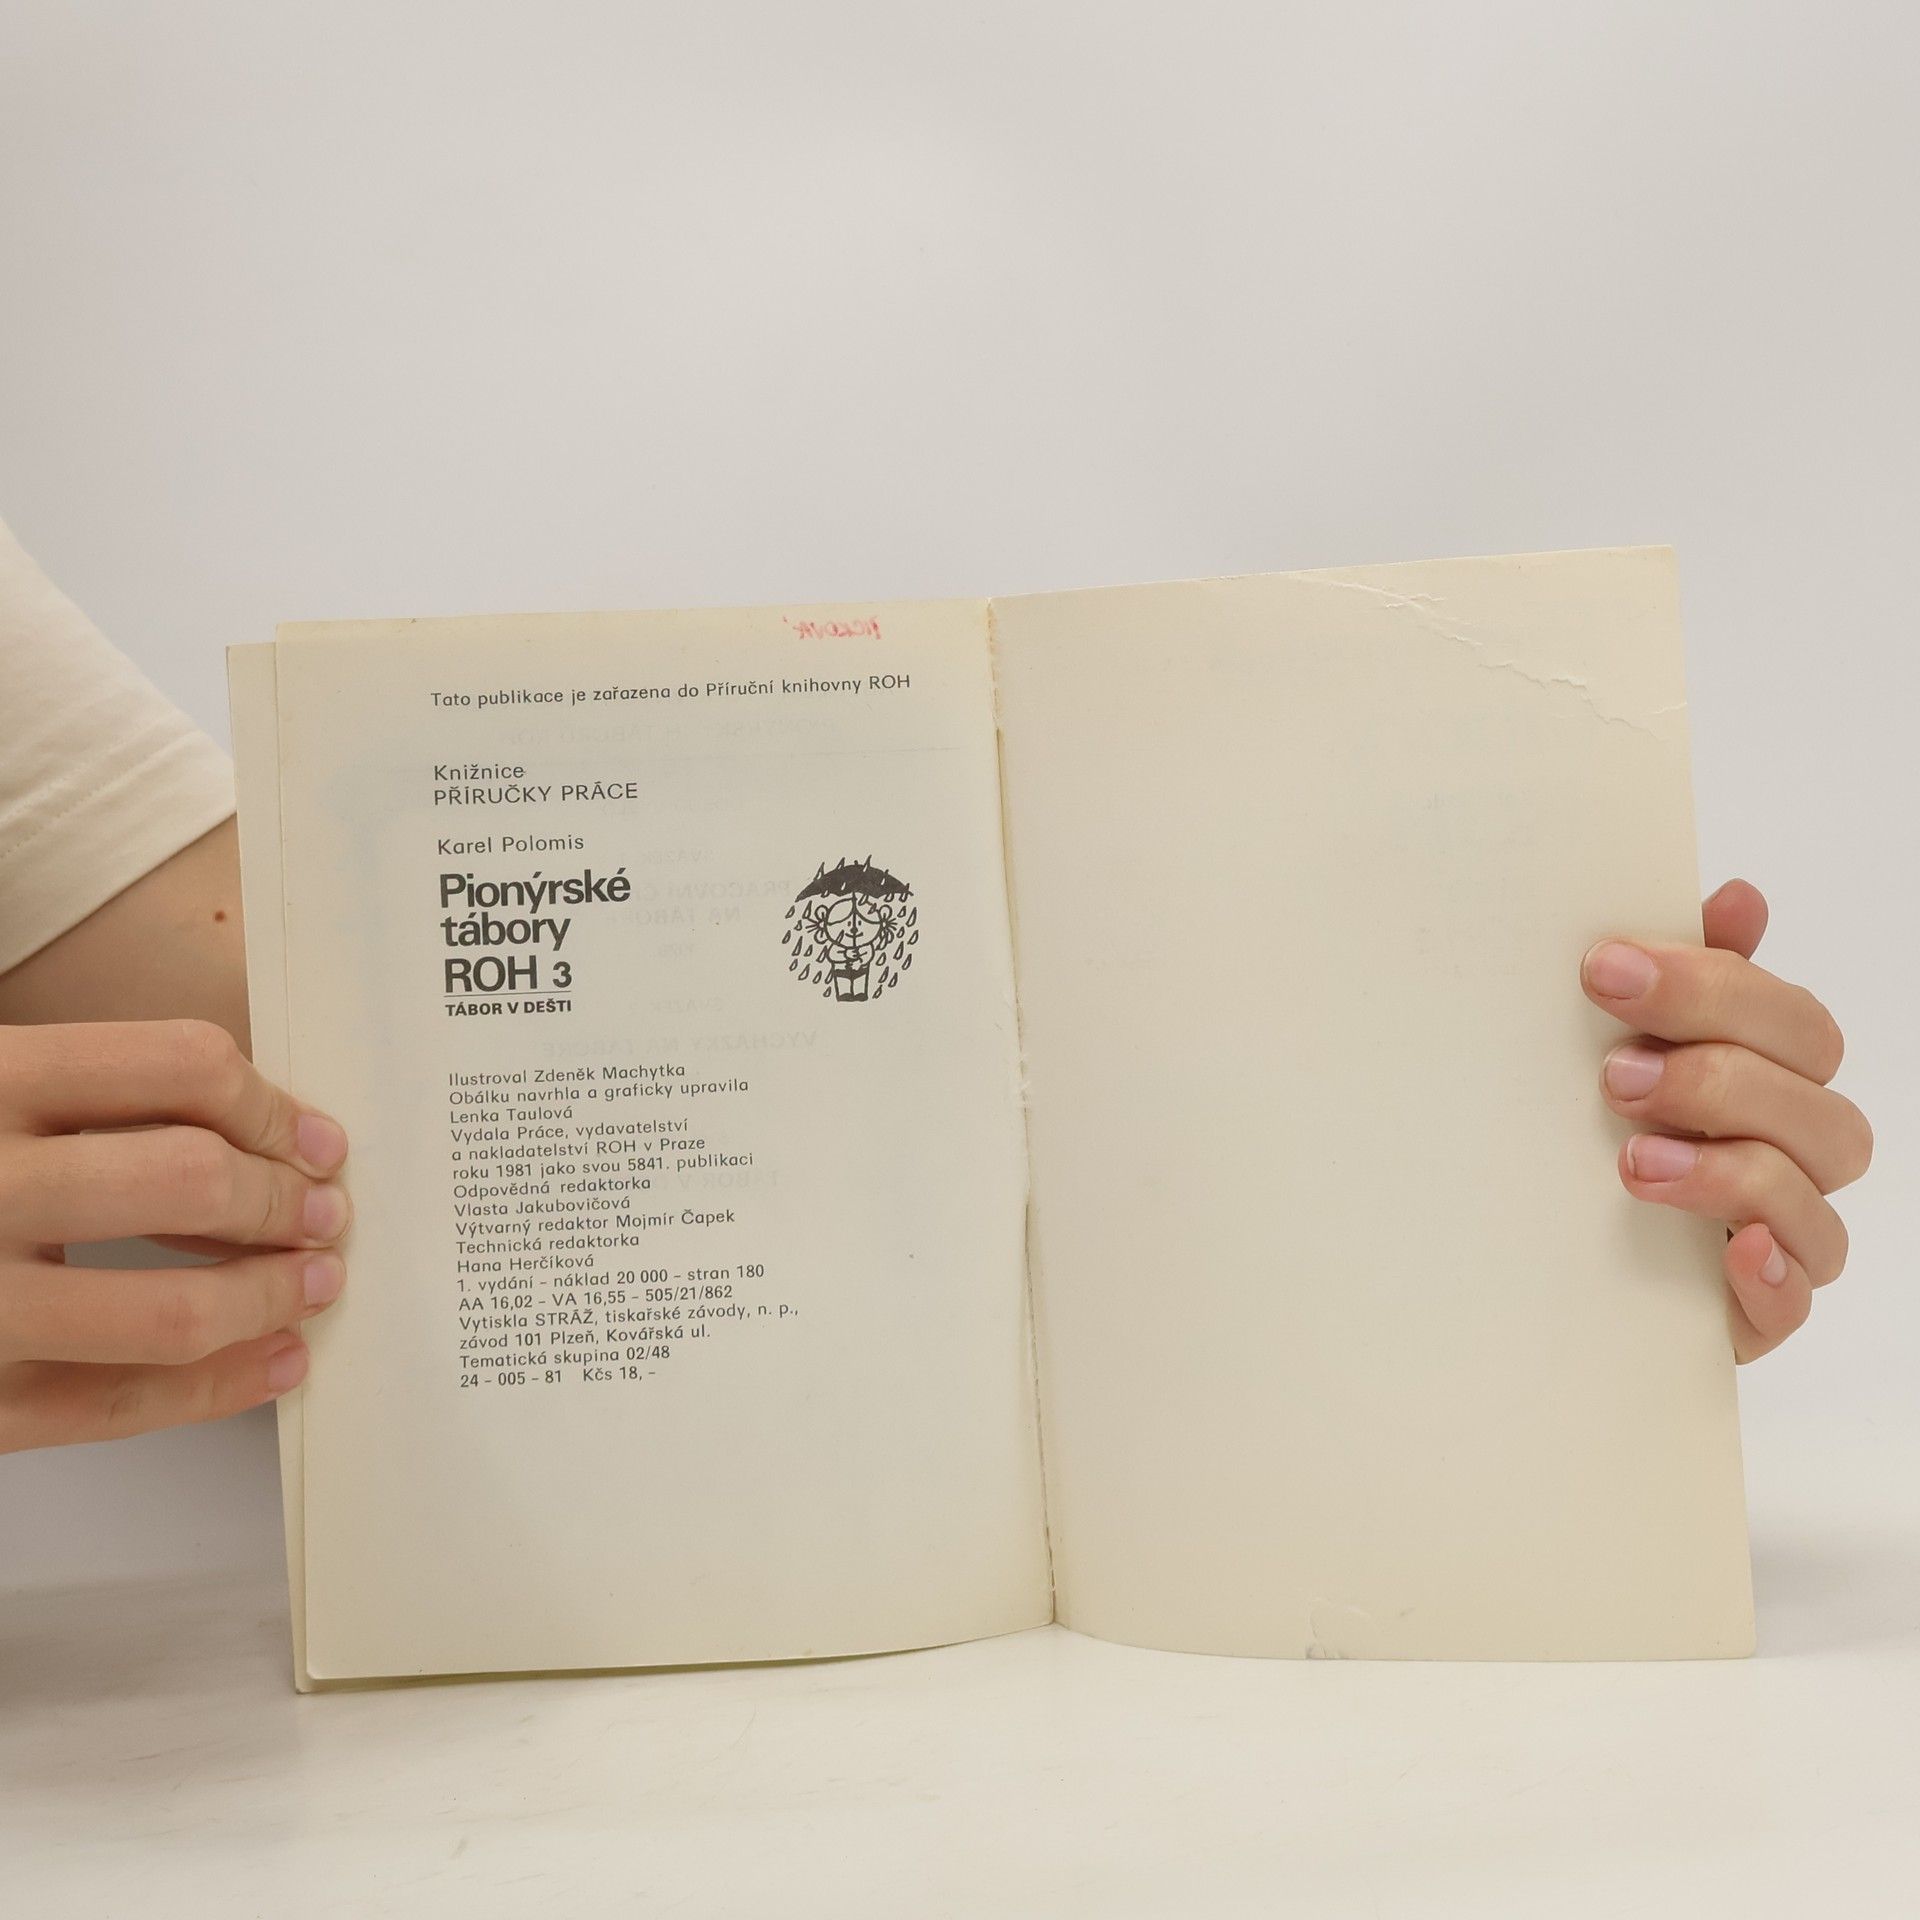 Tato publikace je zařazena do Příruční knihovny ROH
Knižnice
PŘÍRUČKY PRÁCE
Karel Polomis
Pionýrské
tábory
ROH 3
TÁBOR V DEŠTI
Ilustroval Zdeněk Machytka
Obálku navrhla a graficky upravila
Lenka Taulová
Vydala Práce, vydavatelství
a nakladatelství ROH v Praze
roku 1981 jako svou 5841. publikaci
Odpovědná redaktorka
Vlasta Jakubovičová
Výtvarný redaktor Mojmír Čapek
Technická redaktorka
Hana Herčíková
1. vydání – náklad 20 000 – stran 180
AA 16,02 – VA 16,55 – 505/21/862
Vytiskla STRÁŽ, tiskařské závody, n. p.,
závod 101 Plzeň, Kovářská ul.
Tematická skupina 02/48
24 – 005 – 81 Kčs 18, –